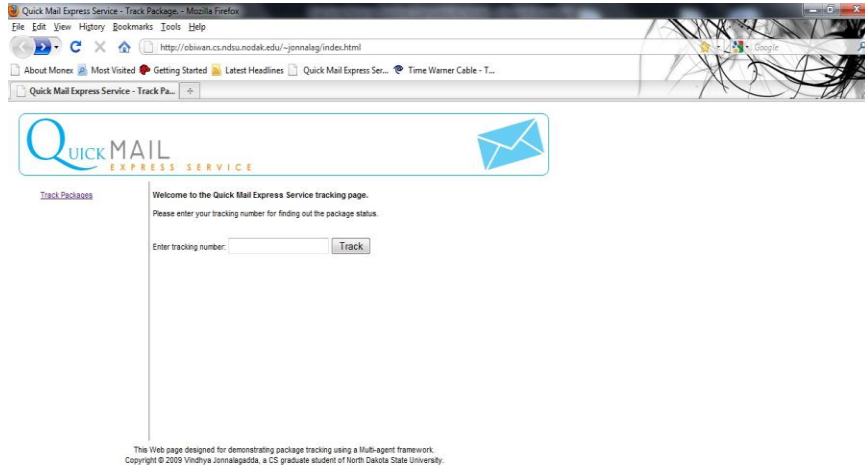 Quick Mail Express Service - Track Package. - Mozilla Firefox
File Edit View History Bookmarks Tools Help
http://obiwan.cs.ndsu.nodak.edu/~jonnalag/index.html
Google
About Monex Most Visited Getting Started Latest Headlines Quick Mail Express Ser... Time Warner Cable - T...
Quick Mail Express Service - Track Pa...
QUICK MAIL
EXPRESS SERVICE
Track Packages
Welcome to the Quick Mail Express Service tracking page.
Please enter your tracking number for finding out the package status.
Enter tracking number: Track
This Web page designed for demonstrating package tracking using a Multi-agent framework.
Copyright © 2009 Vindhya Jonnalagadda, a CS graduate student of North Dakota State University.